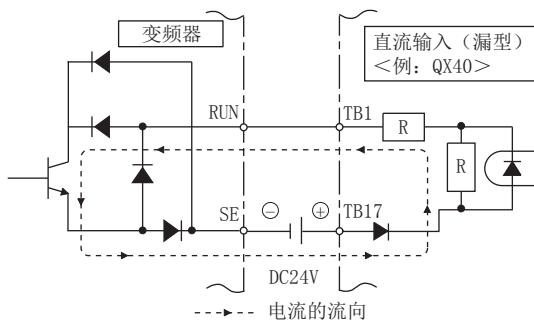 变频器
直流输入（漏型）
＜例：QX40＞
RUN
TB1
R
R
SE
⊖
⊕
TB17
DC24V
电流的流向